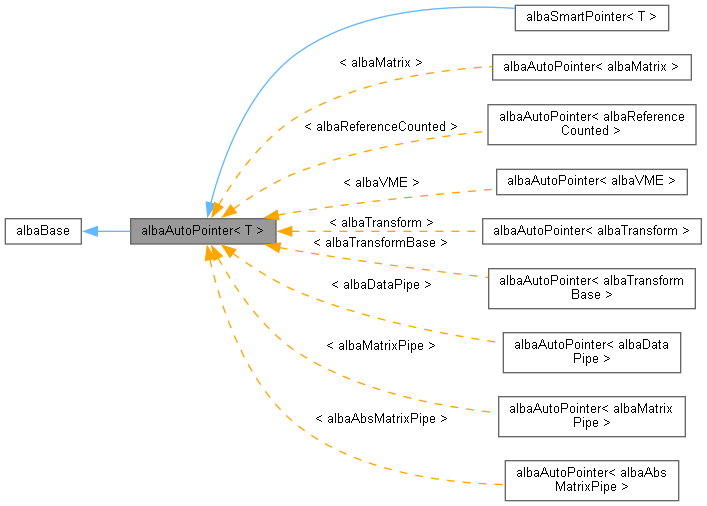 albaSmartPointer< T >
< albaMatrix >
albaAutoPointer< albaMatrix >
albaAutoPointer< albaReference
Counted >
< albaReferenceCounted >
< albaVME >
albaAutoPointer< albaVME >
< albaTransform >
albaBase
albaAutoPointer< T >
albaAutoPointer< albaTransform >
< albaTransformBase >
albaAutoPointer< albaTransform
Base >
< albaDataPipe >
albaAutoPointer< albaData
Pipe >
< albaMatrixPipe >
albaAutoPointer< albaMatrix
Pipe >
< albaAbsMatrixPipe >
albaAutoPointer< albaAbs
MatrixPipe >